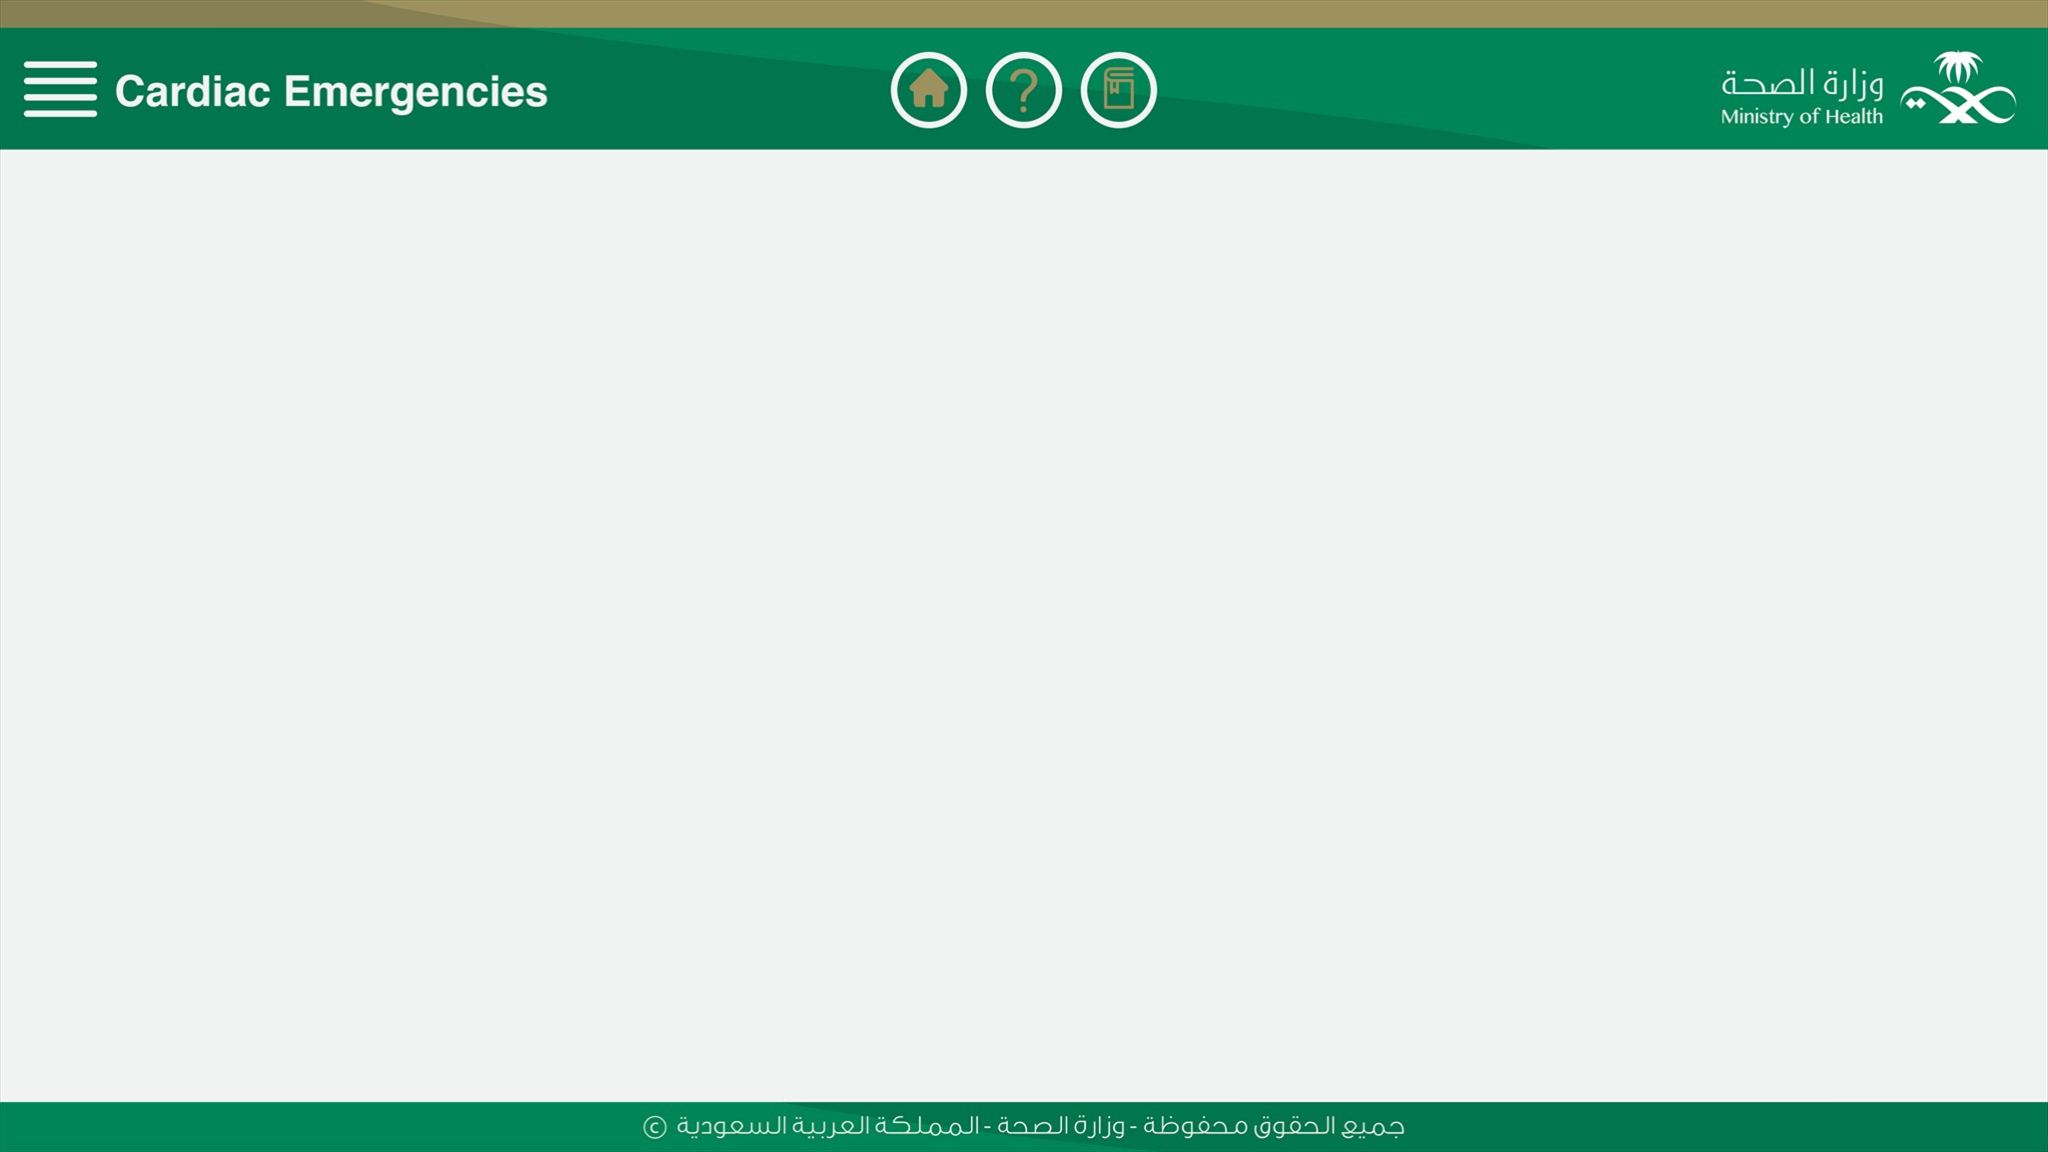 Cardiac Emergencies
وزارة الصحة
Ministry of Health
جميع الحقوق محفوظة - وزارة الصحة - المملكة العربية السعودية ©